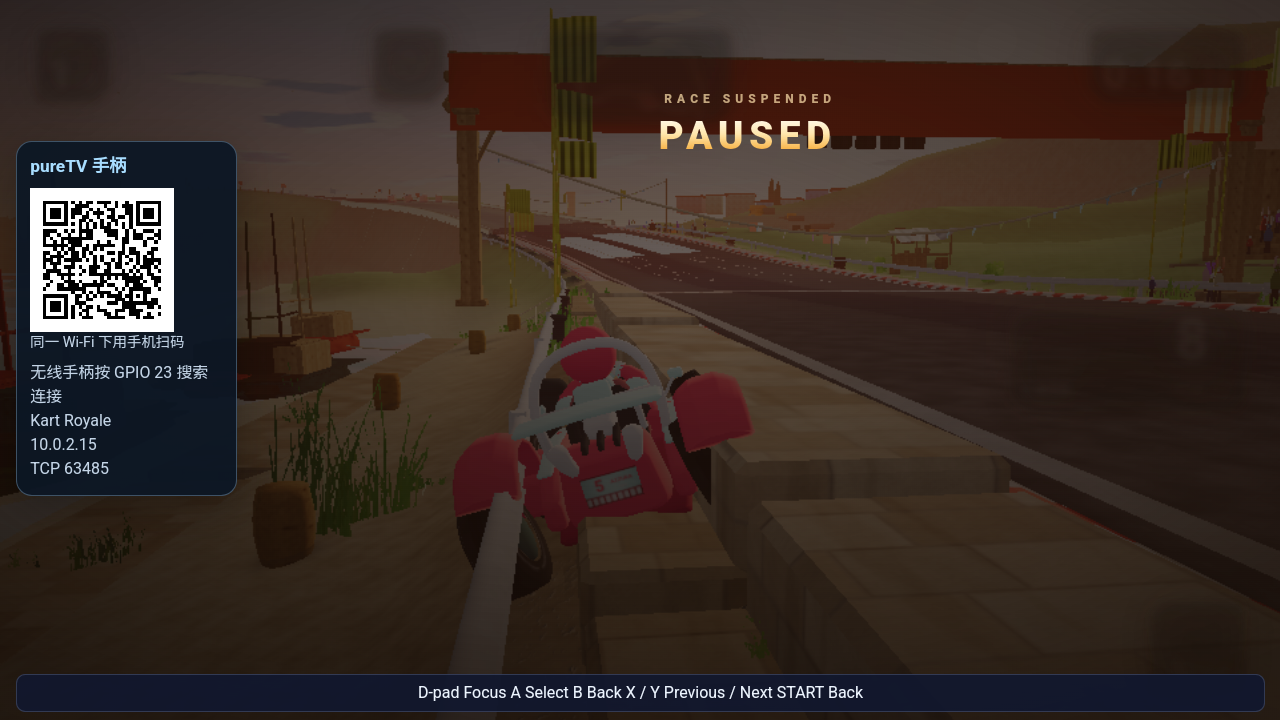 RACE SUSPENDED
PAUSED
pureTV 手柄
同一 Wi-Fi 下用手机扫码
无线手柄按 GPIO 23 搜索
连接
Kart Royale
10.0.2.15
TCP 63485
S
D-pad Focus A Select B Back X / Y Previous / Next START Back